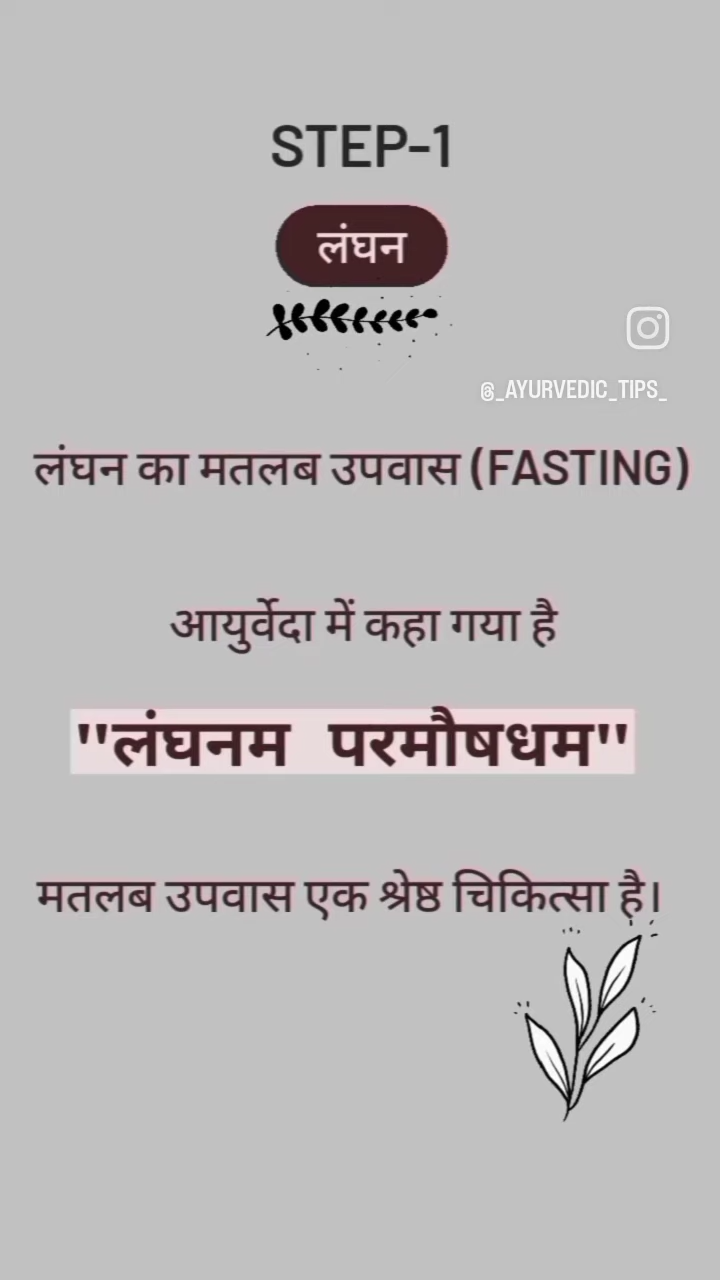 STEP-1
लंघन
@_AYURVEDIC_TIPS_
लंघन का मतलब उपवास (FASTING)
आयुर्वेदा में कहा गया है
"लंघनम परमौषधम"
मतलब उपवास एक श्रेष्ठ चिकित्सा है।